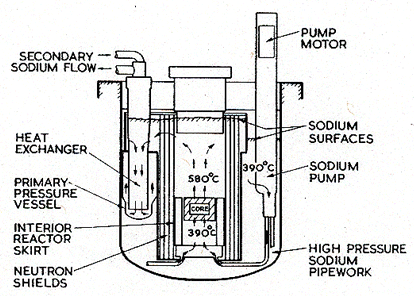 SECONDARY
SODIUM FLOW
PUMP
MOTOR
HEAT
EXCHANGER
SODIUM
SURFACES
390°C
580°C
SODIUM
PUMP
PRIMARY-
PRESSURE
VESSEL
CORE
390°C
INTERIOR
REACTOR
SKIRT
NEUTRON
SHIELDS
HIGH PRESSURE
SODIUM
PIPEWORK